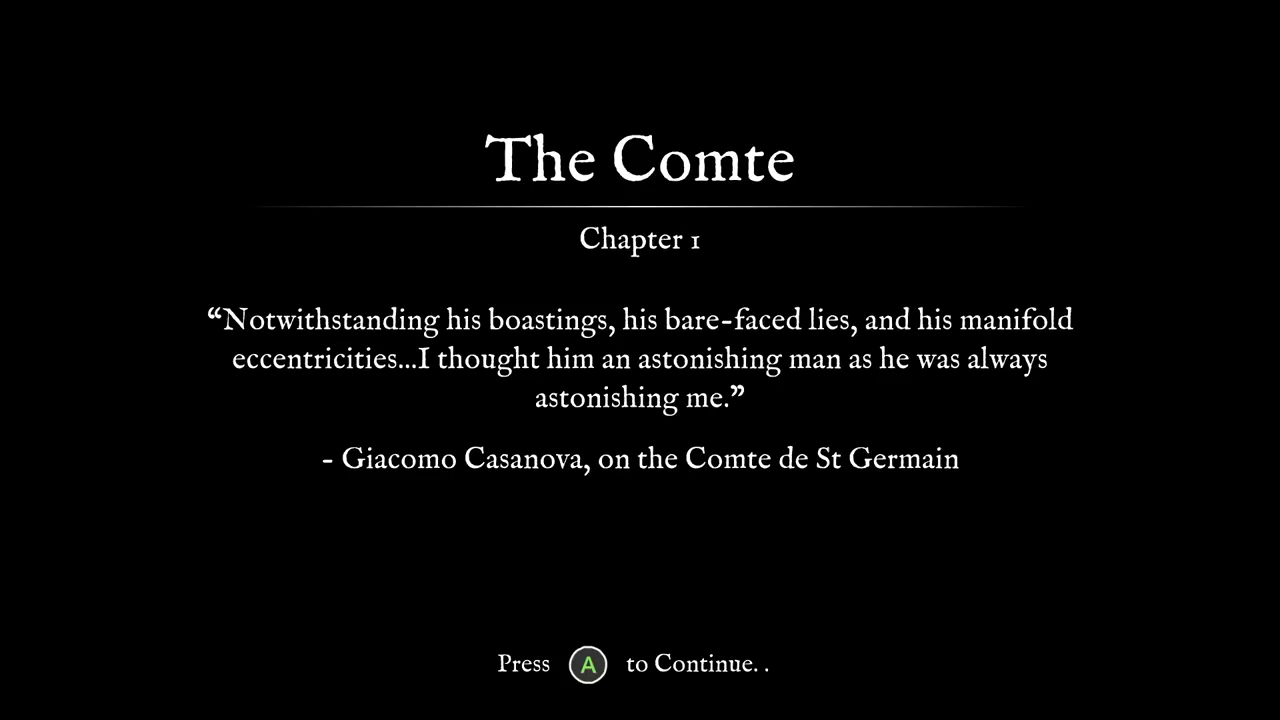 The Comte
Chapter 1
“Notwithstanding his boastings, his bare-faced lies, and his manifold
eccentricities...I thought him an astonishing man as he was always
astonishing me.”
- Giacomo Casanova, on the Comte de St Germain
Press A to Continue. .